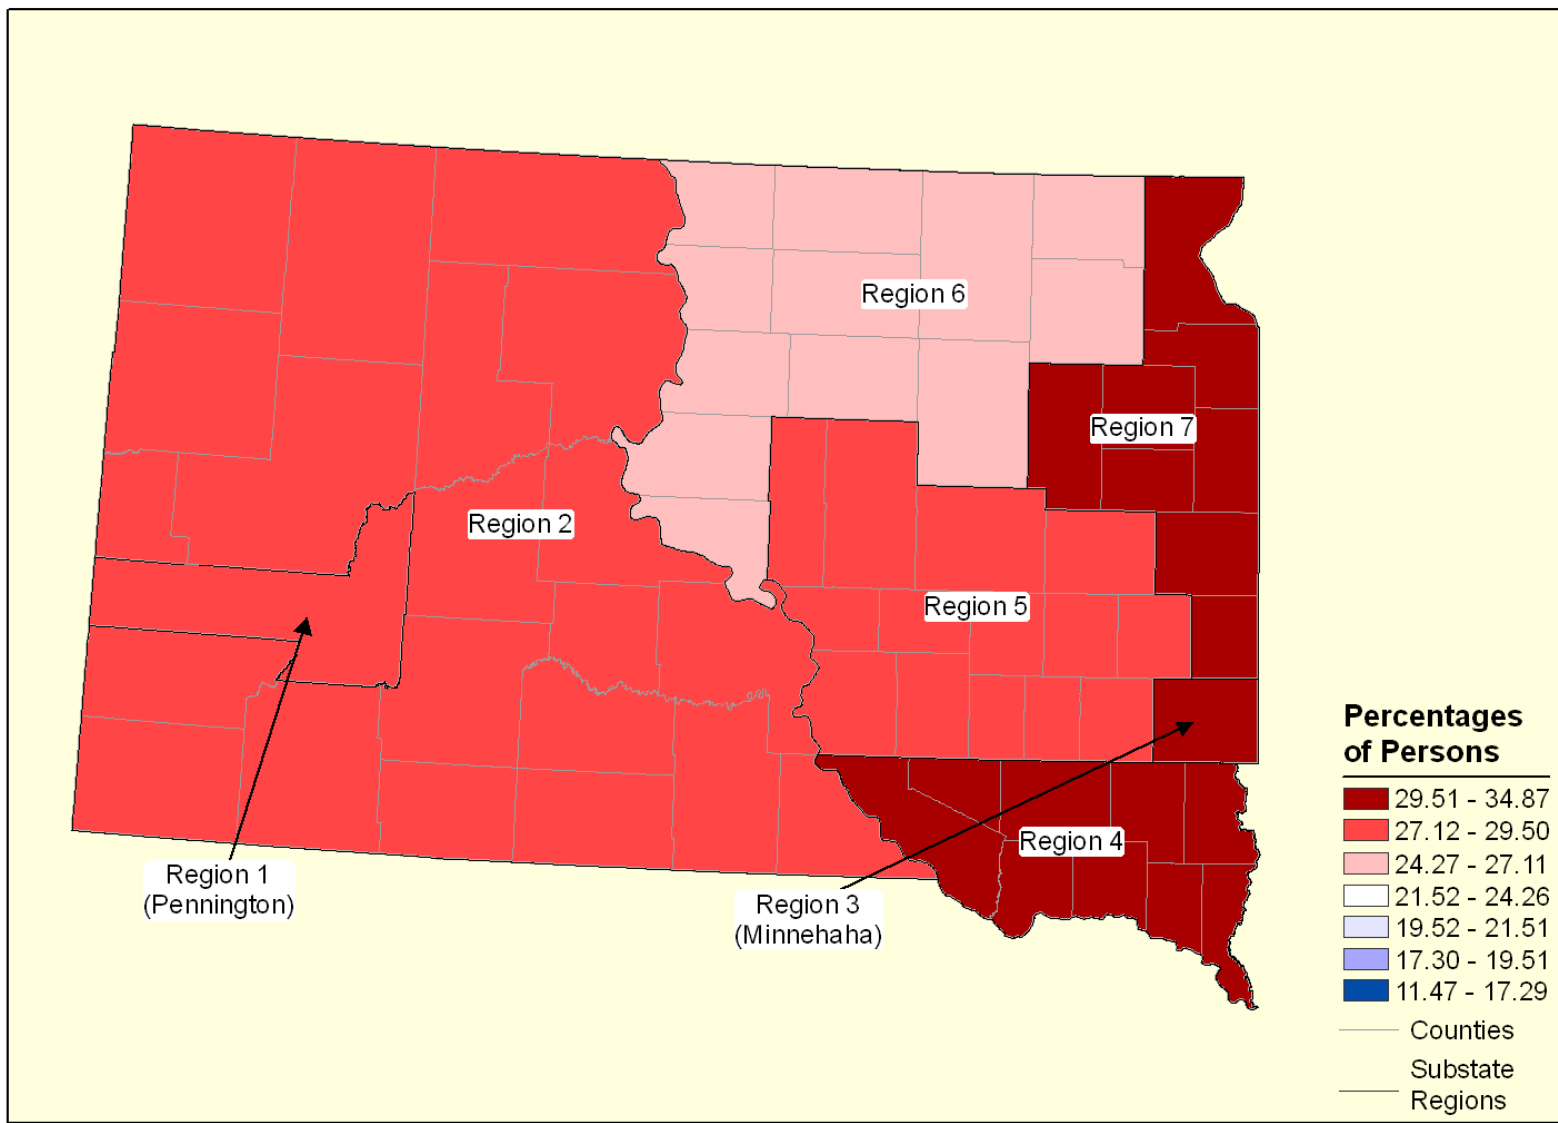 Region 6
Region 7
Region 2
Region 5
Region 4
Region 1
(Pennington)
Region 3
(Minnehaha)
Percentages
of Persons
29.51 - 34.87
27.12 - 29.50
24.27 - 27.11
21.52 - 24.26
19.52 - 21.51
17.30 - 19.51
11.47 - 17.29
Counties
Substate
Regions